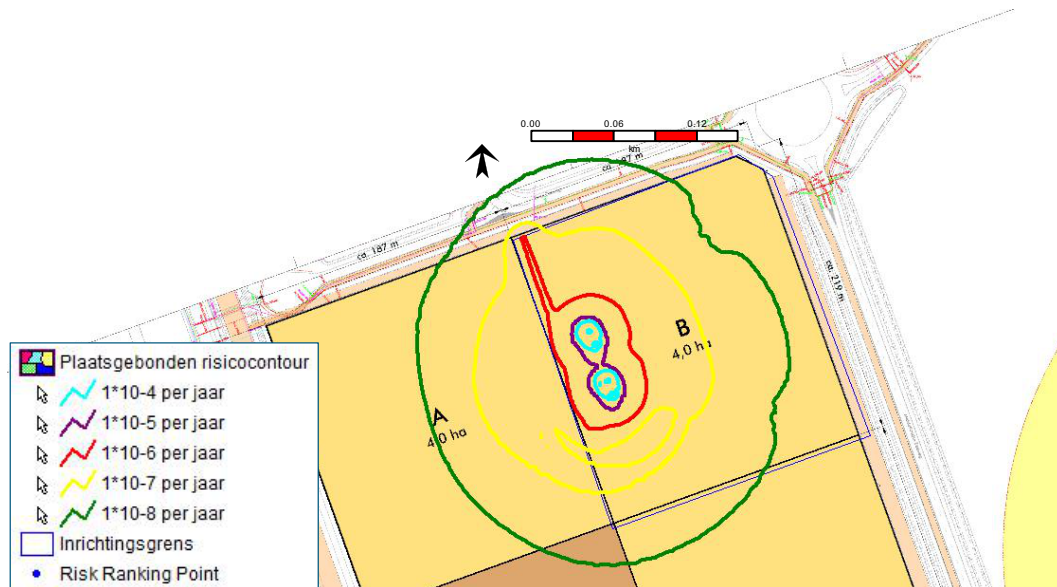 0.00 0.06 0.12
km
ca. 187 m
ca. 187 m
ca. 219 m
B
4,0 ha
A
4,0 ha
Plaatsgebonden risicocontour
1*10-4 per jaar
1*10-5 per jaar
1*10-6 per jaar
1*10-7 per jaar
1*10-8 per jaar
Inrichtingsgrens
Risk Ranking Point